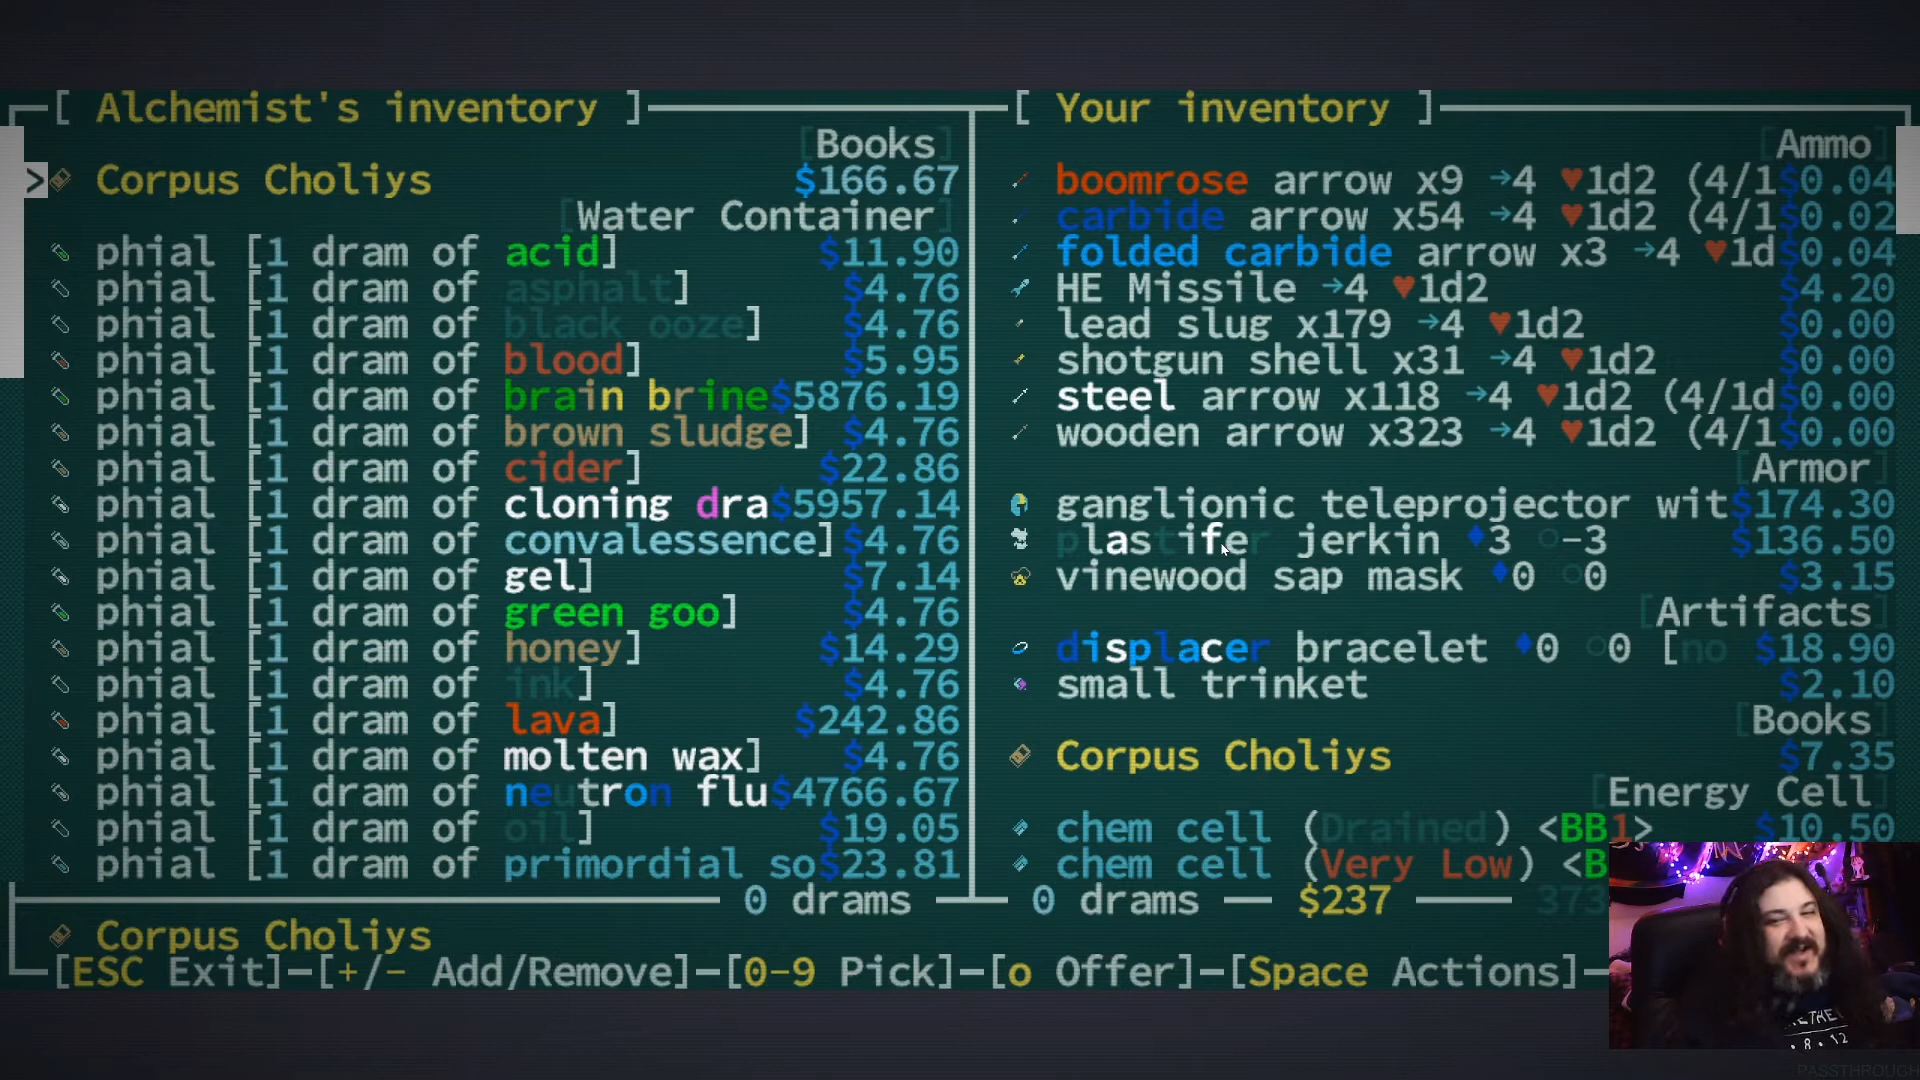 [ Alchemist's inventory ]
[Books]
> Corpus Choliys $166.67
[Water Container]
phial [1 dram of acid] $11.90
phial [1 dram of asphalt] $4.76
phial [1 dram of black ooze] $4.76
phial [1 dram of blood] $5.95
phial [1 dram of brain brine $5876.19
phial [1 dram of brown sludge] $4.76
phial [1 dram of cider] $22.86
phial [1 dram of cloning dra$5957.14
phial [1 dram of convalessence] $4.76
phial [1 dram of gel] $7.14
phial [1 dram of green goo] $4.76
phial [1 dram of honey] $14.29
phial [1 dram of ink] $4.76
phial [1 dram of lava] $242.86
phial [1 dram of molten wax] $4.76
phial [1 dram of neutron flu$4766.67
phial [1 dram of oil] $19.05
phial [1 dram of primordial so$23.81
0 drams
[ Your inventory ]
[Ammo]
boomrose arrow x9 →4 ♥1d2 (4/1$0.04
carbide arrow x54 →4 ♥1d2 (4/1$0.02
folded carbide arrow x3 →4 ♥1d$0.04
HE Missile →4 ♥1d2 $4.20
lead slug x179 →4 ♥1d2 $0.00
shotgun shell x31 →4 ♥1d2 $0.00
steel arrow x118 →4 ♥1d2 (4/1d$0.00
wooden arrow x323 →4 ♥1d2 (4/1$0.00
[Armor]
ganglionic teleprojector wit$174.30
plastifer jerkin ♦3 ○-3 $136.50
vinewood sap mask ♦0 ○0 $3.15
[Artifacts]
displacer bracelet ♦0 ○0 [no $18.90
small trinket $2.10
[Books]
Corpus Choliys $7.35
[Energy Cell]
chem cell (Drained) <BB1> $10.50
chem cell (Very Low) <B
0 drams $237 373
Corpus Choliys
[ESC Exit]-[+/- Add/Remove]-[0-9 Pick]-[o Offer]-[Space Actions]
PASSTHROUGH